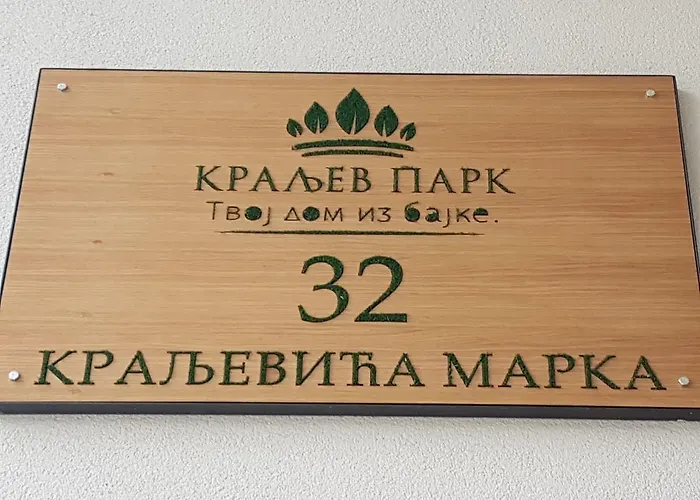 КРАЉЕВ ПАРК
Твој дом из бајке.
32
КРАЉЕВИЋА МАРКА